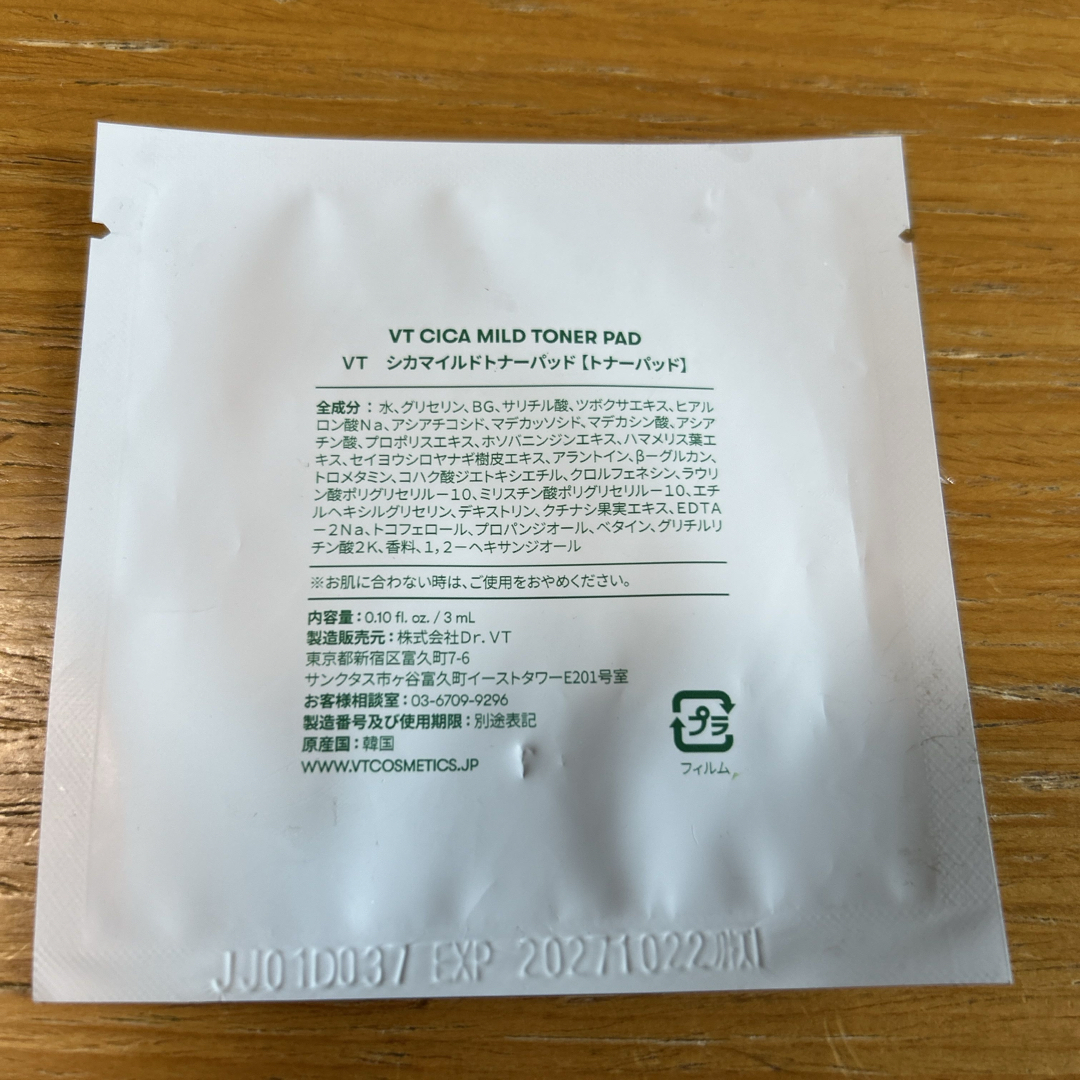 VT CICA MILD TONER PAD
VT シカマイルドトナーパッド【トナーパッド】
全成分：水、グリセリン、BG、サリチル酸、ツボクサエキス、ヒアル
ロン酸Na、アシアチコシド、マデカッソシド、マデカシン酸、アシア
チン酸、プロポリスエキス、ホソバニンジンエキス、ハマメリス葉エ
キス、セイヨウシロヤナギ樹皮エキス、アラントイン、β－グルカン、
トロメタミン、コハク酸ジエトキシエチル、クロルフェネシン、ラウリ
ン酸ポリグリセリル－10、ミリスチン酸ポリグリセリル－10、エチ
ルヘキシルグリセリン、デキストリン、クチナシ果実エキス、EDTA
－2Na、トコフェロール、プロパンジオール、ベタイン、グリチルリ
チン酸2K、香料、1,2－ヘキサンジオール
※お肌に合わない時は、ご使用をおやめください。
内容量：0.10 fl. oz. / 3 mL
製造販売元：株式会社Dr.VT
東京都新宿区富久町7-6
サンクタス市ヶ谷富久町イーストタワーE201号室
お客様相談室：03-6709-9296
製造番号及び使用期限：別途表記
原産国：韓国
WWW.VTCOSMETICS.JP
プラ
フィルム
JJ01D037 EXP 20271022까지